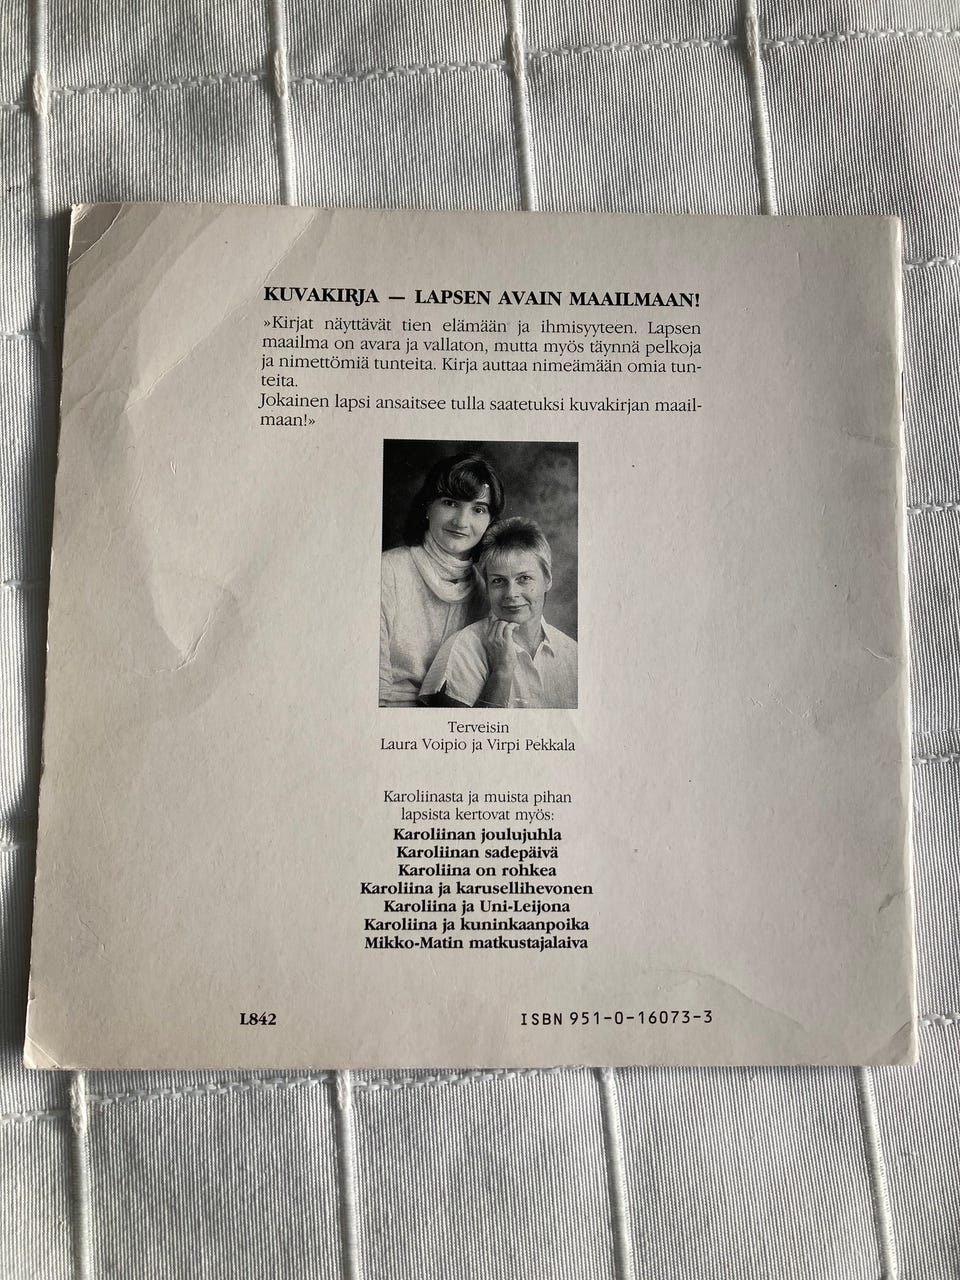 KUVAKIRJA — LAPSEN AVAIN MAAILMAAN!
»Kirjat näyttävät tien elämään ja ihmisyyteen. Lapsen
maailma on avara ja vallaton, mutta myös täynnä pelkoja
ja nimettömiä tunteita. Kirja auttaa nimeämään omia tun-
teita.
Jokainen lapsi ansaitsee tulla saatetuksi kuvakirjan maail-
maan!»
Terveisin
Laura Voipio ja Virpi Pekkala
Karoliinasta ja muista pihan
lapsista kertovat myös:
Karoliinan joulujuhla
Karoliinan sadepäivä
Karoliina on rohkea
Karoliina ja karusellihevonen
Karoliina ja Uni-Leijona
Karoliina ja kuninkaanpoika
Mikko-Matin matkustajalaiva
L842
ISBN 951-0-16073-3